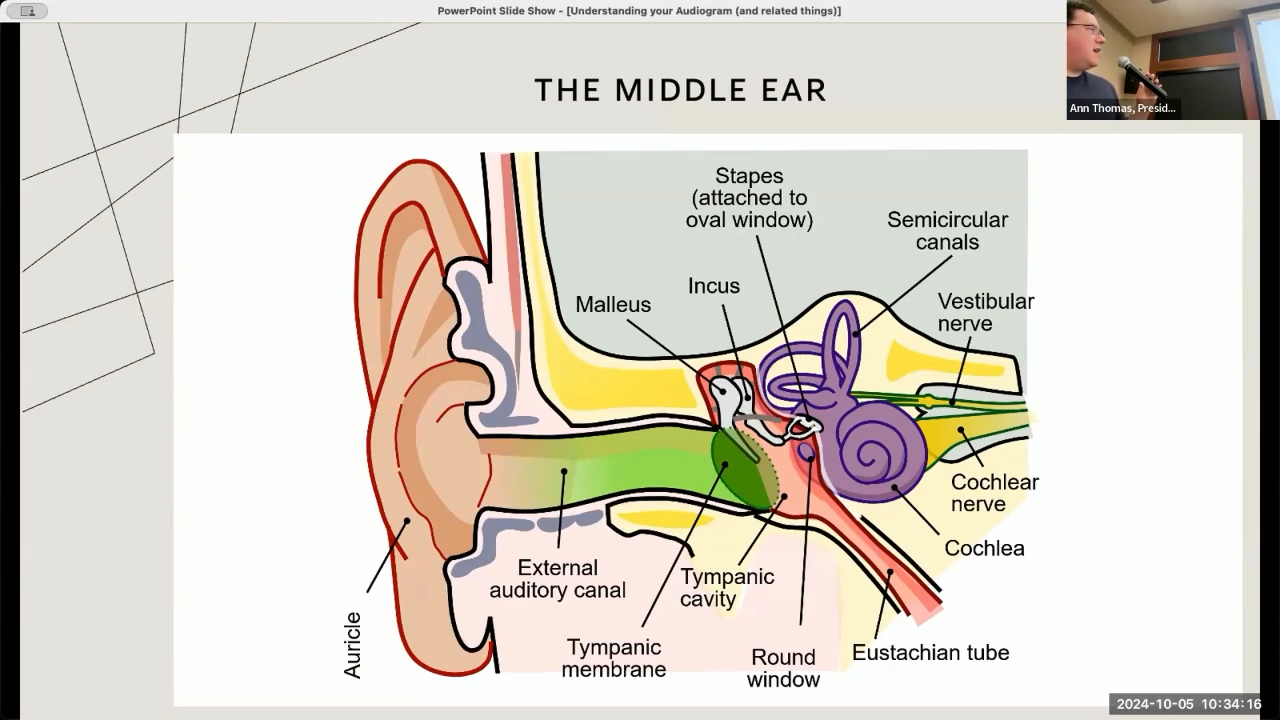 PowerPoint Slide Show - [Understanding your Audiogram (and related things)]
Ann Thomas, Presid...
THE MIDDLE EAR
Stapes
(attached to
oval window)
Semicircular
canals
Incus
Malleus
Vestibular
nerve
Cochlear
nerve
Cochlea
External
auditory canal
Tympanic
cavity
Auricle
Tympanic
membrane
Round
window
Eustachian tube
2024-10-05 10:34:16